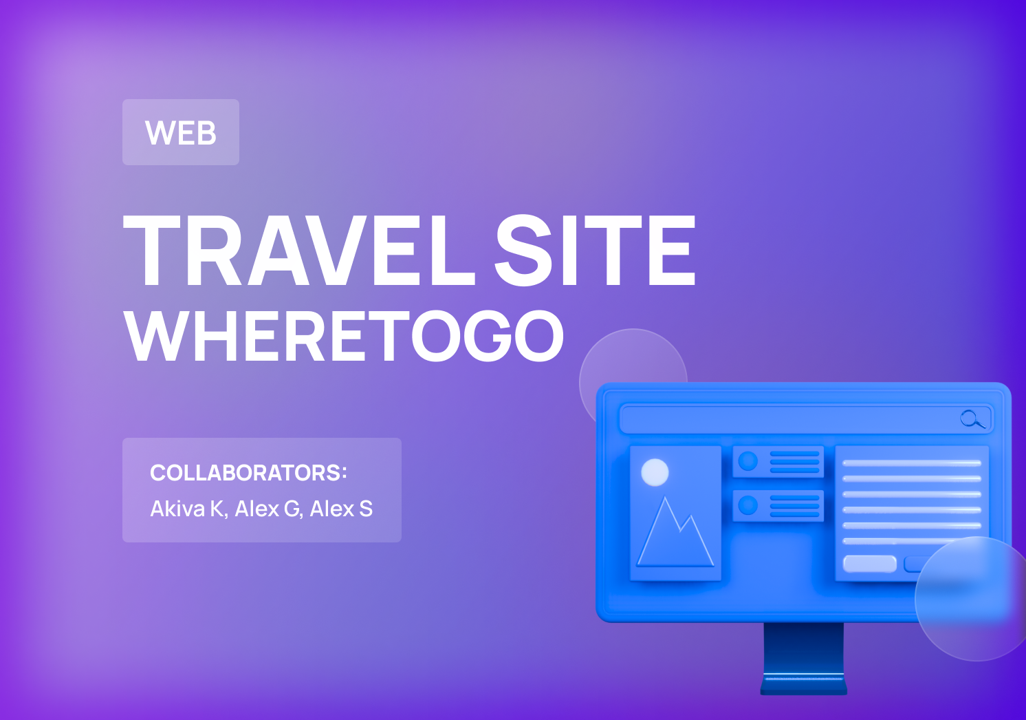 WEB
TRAVEL SITE
WHERETOGO
COLLABORATORS:
Akiva K, Alex G, Alex S